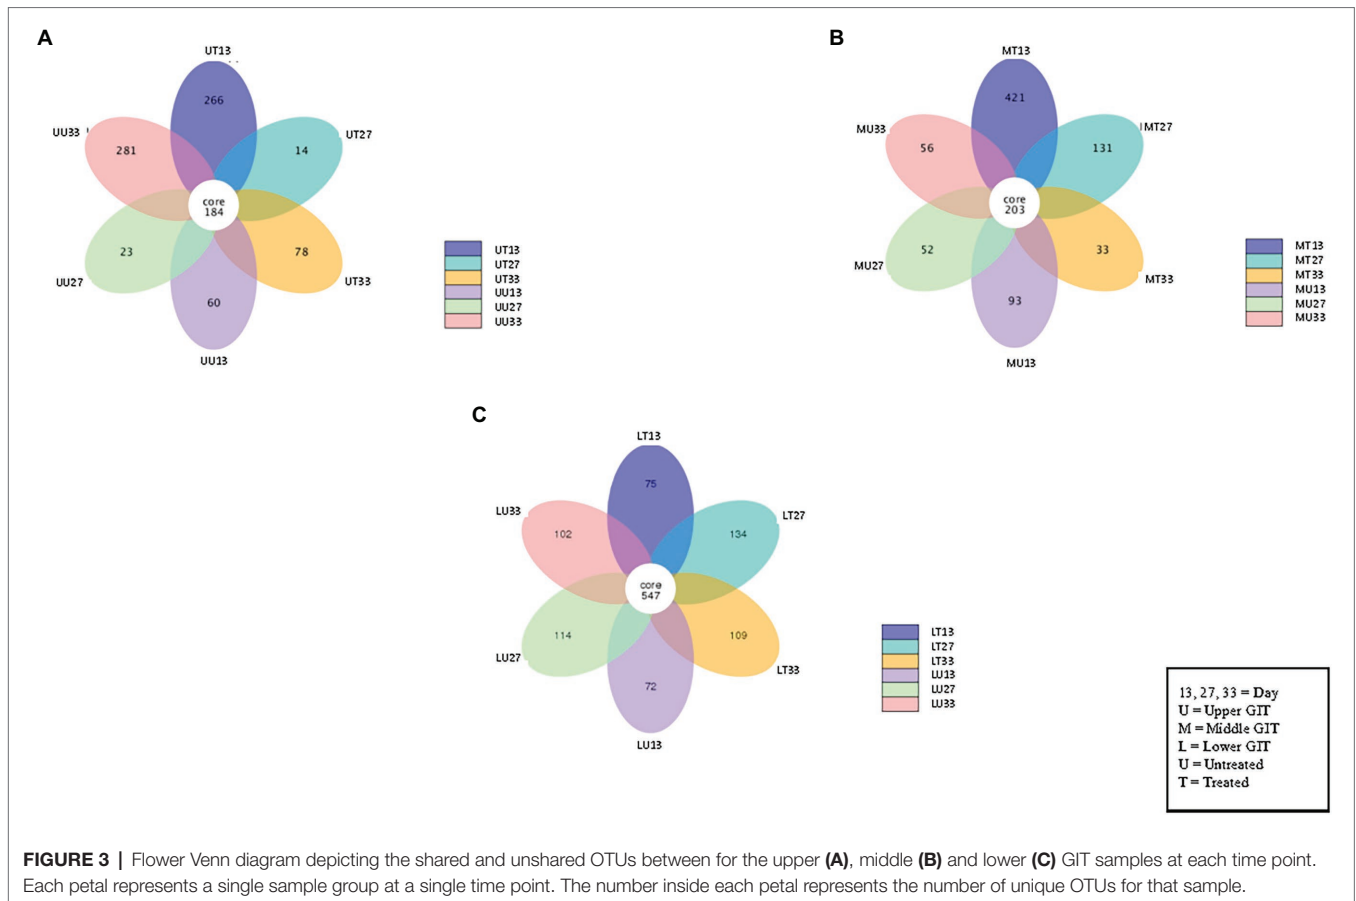 A
UT13
266
UU33
281
UT27
14
core
184
23
UU27
78
UT33
60
UU13
UT13
UT27
UT33
UU13
UU27
UU33
B
MT13
421
MU33
56
MT27
131
core
203
52
MU27
33
MT33
93
MU13
MT13
MT27
MT33
MU13
MU27
MU33
C
LT13
75
LU33
102
LT27
134
core
547
114
LU27
109
LT33
72
LU13
LT13
LT27
LT33
LU13
LU27
LU33
13, 27, 33 = Day
U = Upper GIT
M = Middle GIT
L = Lower GIT
U = Untreated
T = Treated
FIGURE 3 | Flower Venn diagram depicting the shared and unshared OTUs between for the upper (A), middle (B) and lower (C) GIT samples at each time point.
Each petal represents a single sample group at a single time point. The number inside each petal represents the number of unique OTUs for that sample.